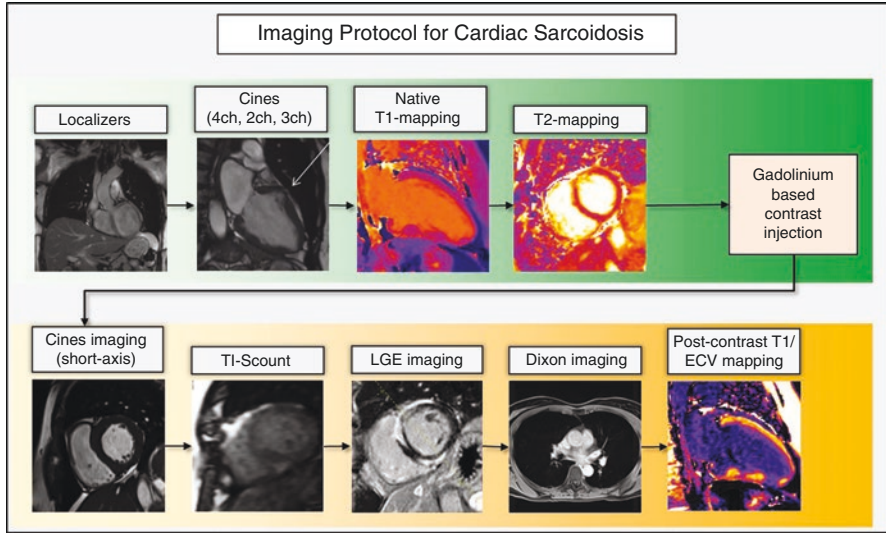 Imaging Protocol for Cardiac Sarcoidosis
Localizers
Cines
(4ch, 2ch, 3ch)
Native
T1-mapping
T2-mapping
Gadolinium
based
contrast
injection
Cines imaging
(short-axis)
TI-Scount
LGE imaging
Dixon imaging
Post-contrast T1/
ECV mapping